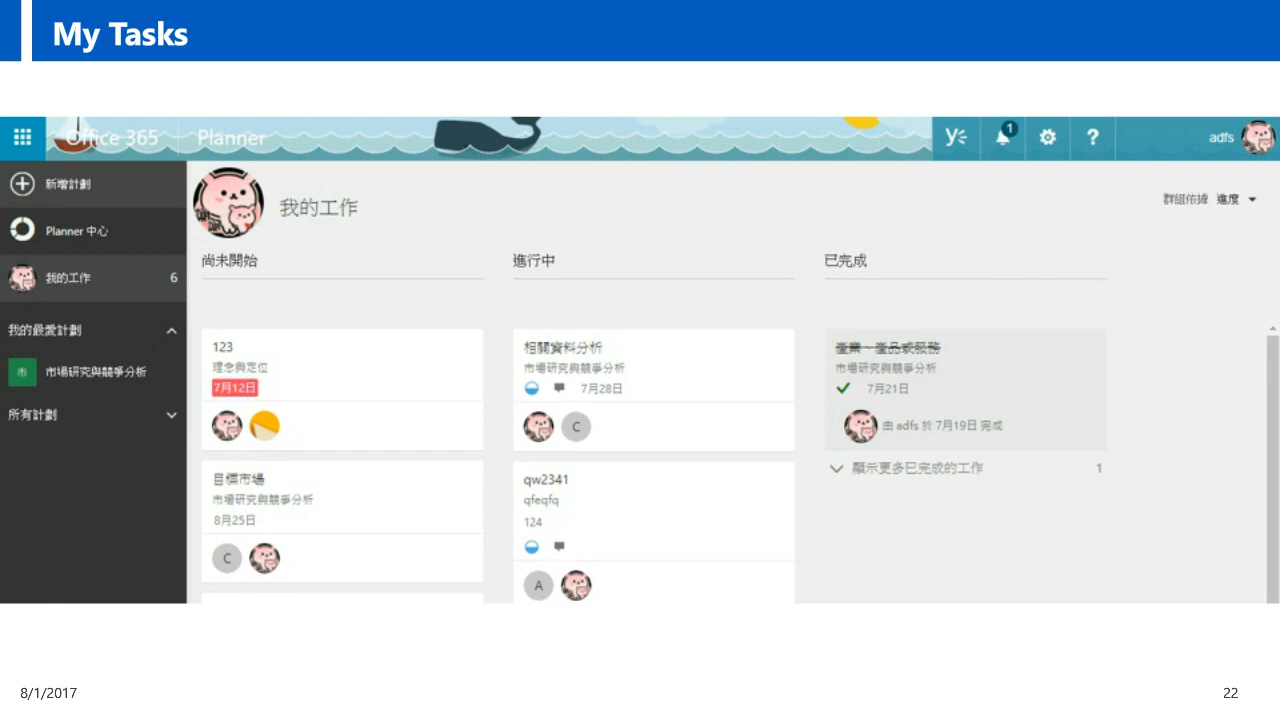 My Tasks
Office 365 Planner
1
adfs
新增計劃
Planner 中心
我的工作 6
我的最愛計劃
市 市場研究與競爭分析
所有計劃
我的工作
群組依據 進度
尚未開始
123
理念與定位
7月12日
目標市場
市場研究與競爭分析
8月25日
C
進行中
相關資料分析
市場研究與競爭分析
7月28日
C
qw2341
qfeqfq
124
A
已完成
產業、產品或服務
市場研究與競爭分析
7月21日
由 adfs 於 7月19日 完成
顯示更多已完成的工作 1
8/1/2017
22